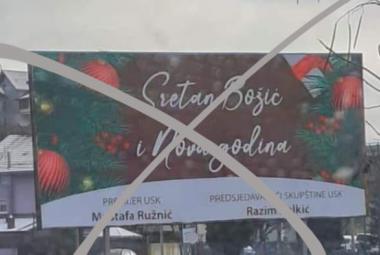 Sretan Božić
i Nova godina
PREMIJER USK
Mustafa Ružnić
PREDSJEDAVAJUĆI SKUPŠTINE USK
Razim